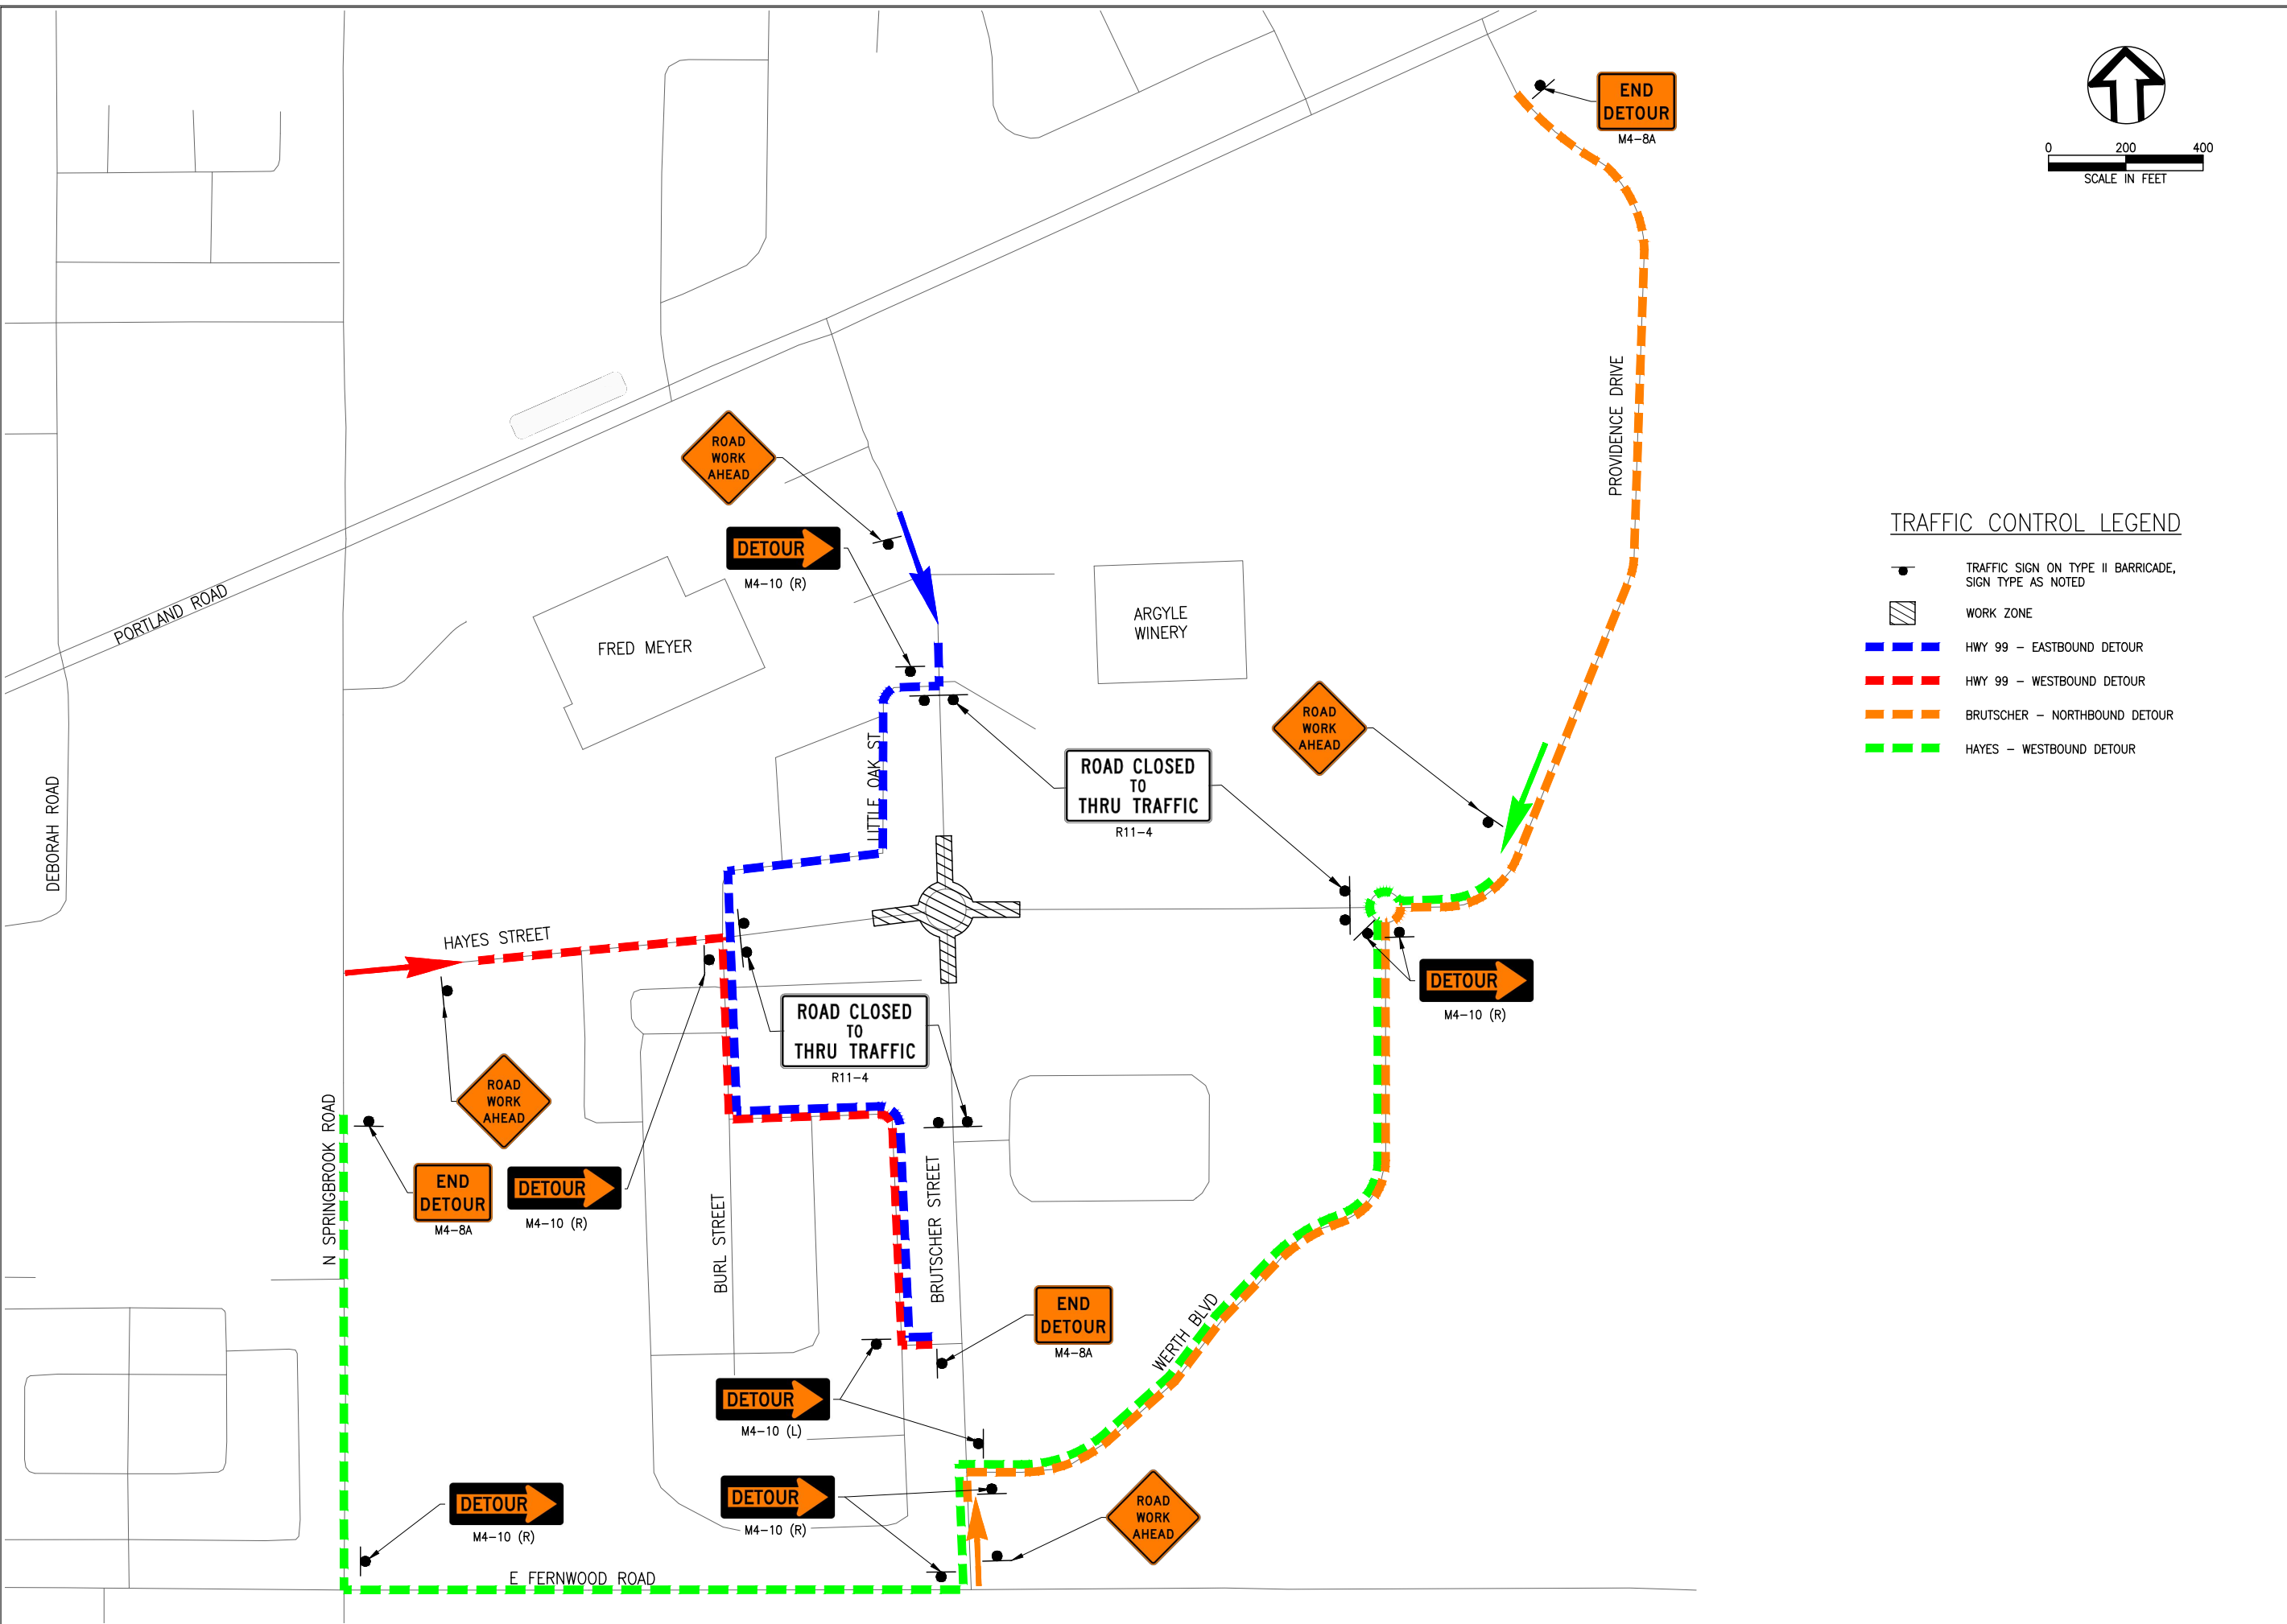 END
DETOUR
M4-8A
0 200 400
SCALE IN FEET
PROVIDENCE DRIVE
ROAD
WORK
AHEAD
DETOUR
M4-10 (R)
TRAFFIC CONTROL LEGEND
TRAFFIC SIGN ON TYPE II BARRICADE,
SIGN TYPE AS NOTED
WORK ZONE
HWY 99 - EASTBOUND DETOUR
HWY 99 - WESTBOUND DETOUR
BRUTSCHER - NORTHBOUND DETOUR
HAYES - WESTBOUND DETOUR
PORTLAND ROAD
FRED MEYER
ARGYLE
WINERY
ROAD
WORK
AHEAD
LITTLE OAK ST
ROAD CLOSED
TO
THRU TRAFFIC
R11-4
DEBORAH ROAD
HAYES STREET
DETOUR
M4-10 (R)
ROAD CLOSED
TO
THRU TRAFFIC
R11-4
ROAD
WORK
AHEAD
N SPRINGBROOK ROAD
END
DETOUR
M4-8A
DETOUR
M4-10 (R)
BURL STREET
BRUTSCHER STREET
END
DETOUR
M4-8A
WERTH BLVD
DETOUR
M4-10 (L)
DETOUR
M4-10 (R)
DETOUR
M4-10 (R)
ROAD
WORK
AHEAD
E FERNWOOD ROAD